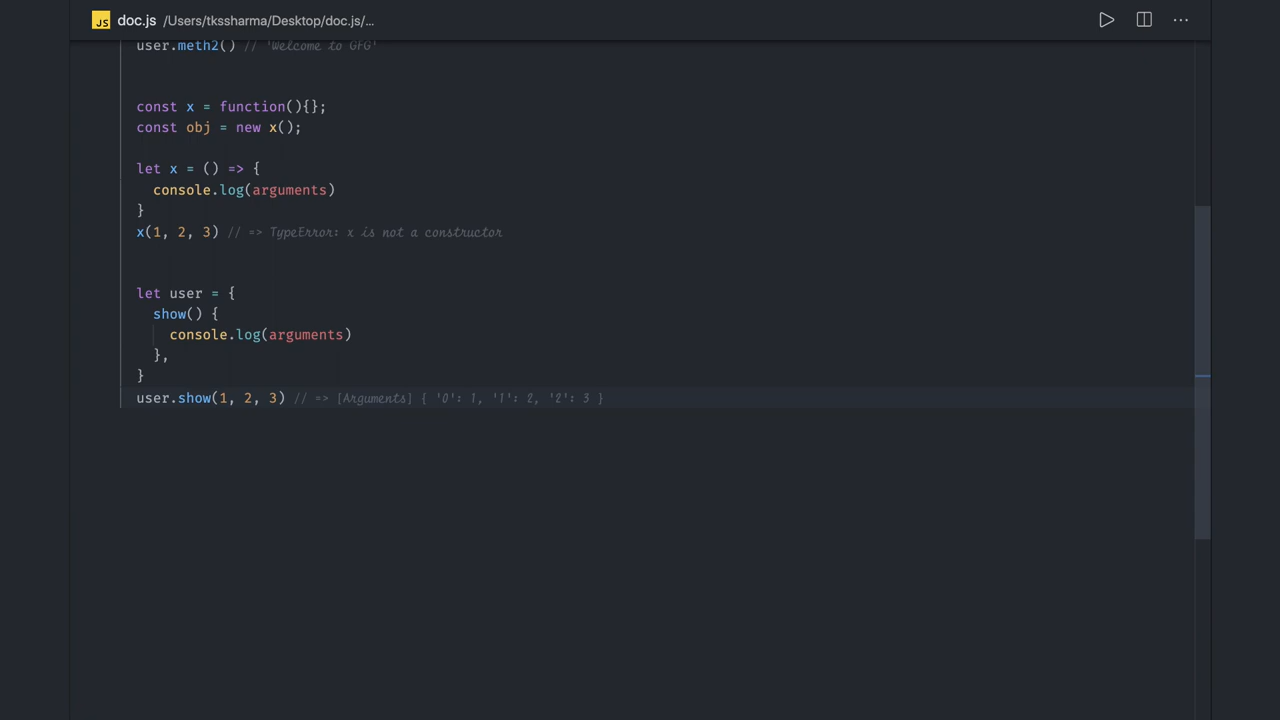 JS doc.js /Users/tkssharma/Desktop/doc.js/...
user.meth2() // 'Welcome to GFG'
const x = function(){};
const obj = new x();
let x = () => {
console.log(arguments)
}
x(1, 2, 3) // => TypeError: x is not a constructor
let user = {
show() {
console.log(arguments)
},
}
user.show(1, 2, 3) // => [Arguments] { '0': 1, '1': 2, '2': 3 }